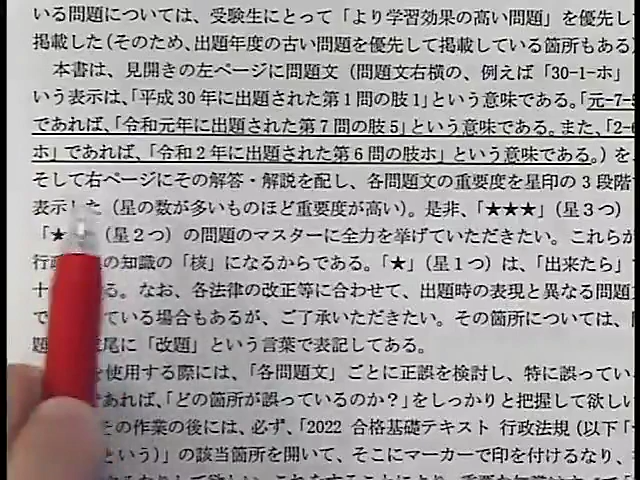 いる問題については、受験生にとって「より学習効果の高い問題」を優先し
掲載した(そのため、出題年度の古い問題を優先して掲載している箇所もある
本書は、見開きの左ページに問題文(問題文右横の、例えば「30-1-ホ」
いう表示は、「平成30年に出題された第1問の肢1」という意味である。「元-7-
であれば、「令和元年に出題された第7問の肢5」という意味である。また、「2-
ホ」であれば、「令和2年に出題された第6問の肢ホ」という意味である。)を
そして右ページにその解答・解説を配し、各問題文の重要度を星印の3段階
表示した(星の数が多いものほど重要度が高い)。是非、「★★★」(星3つ)
「★ (星2つ)の問題のマスターに全力を挙げていただきたい。これらが
行政 の知識の「核」になるからである。「★」(星1つ)は、「出来たら」
十 る。なお、各法律の改正等に合わせて、出題時の表現と異なる問題
で ている場合もあるが、ご了承いただきたい。その箇所については、
題 尾に「改題」という言葉で表記してある。
を使用する際には、「各問題文」ごとに正誤を検討し、特に誤ってい
あれば、「どの箇所が誤っているのか?」をしっかりと把握して欲しい
この作業の後には、必ず、「2022 合格基礎テキスト 行政法規(以下「
という)」の該当箇所を開いて、そこにマーカーで印を付けるなり、